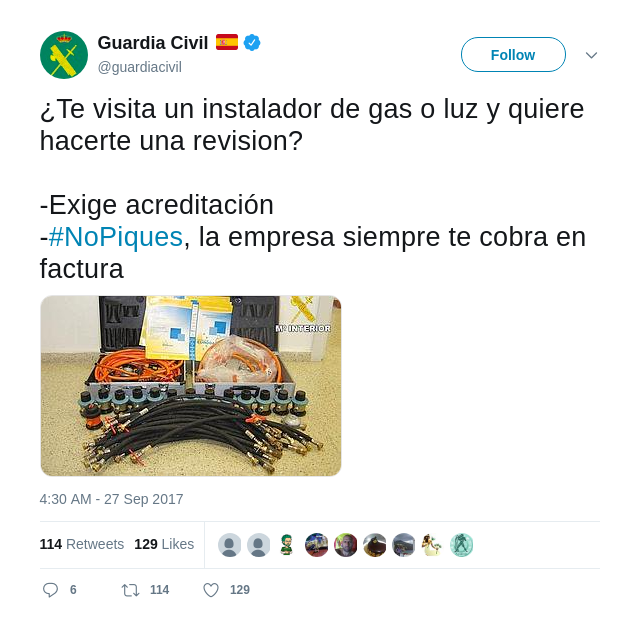 Guardia Civil
@guardiacivil
Follow
¿Te visita un instalador de gas o luz y quiere
hacerte una revision?
-Exige acreditación
-#NoPiques, la empresa siempre te cobra en
factura
Mº INTERIOR
4:30 AM - 27 Sep 2017
114 Retweets 129 Likes
6 114 129